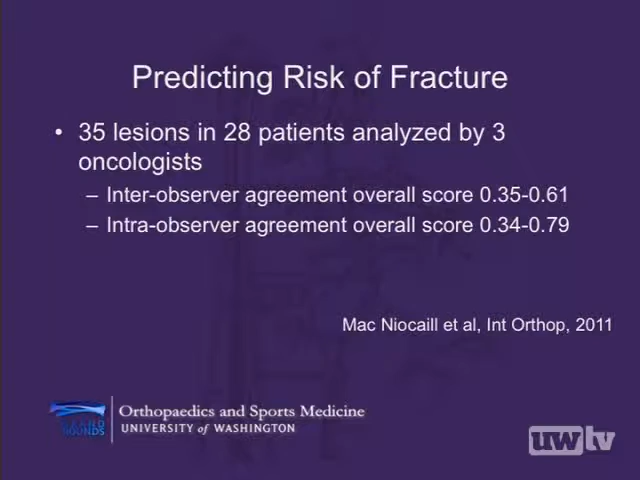 Predicting Risk of Fracture
• 35 lesions in 28 patients analyzed by 3
oncologists
– Inter-observer agreement overall score 0.35-0.61
– Intra-observer agreement overall score 0.34-0.79
Mac Niocaill et al, Int Orthop, 2011
GRAND
ROUNDS
Orthopaedics and Sports Medicine
UNIVERSITY of WASHINGTON
uwtv